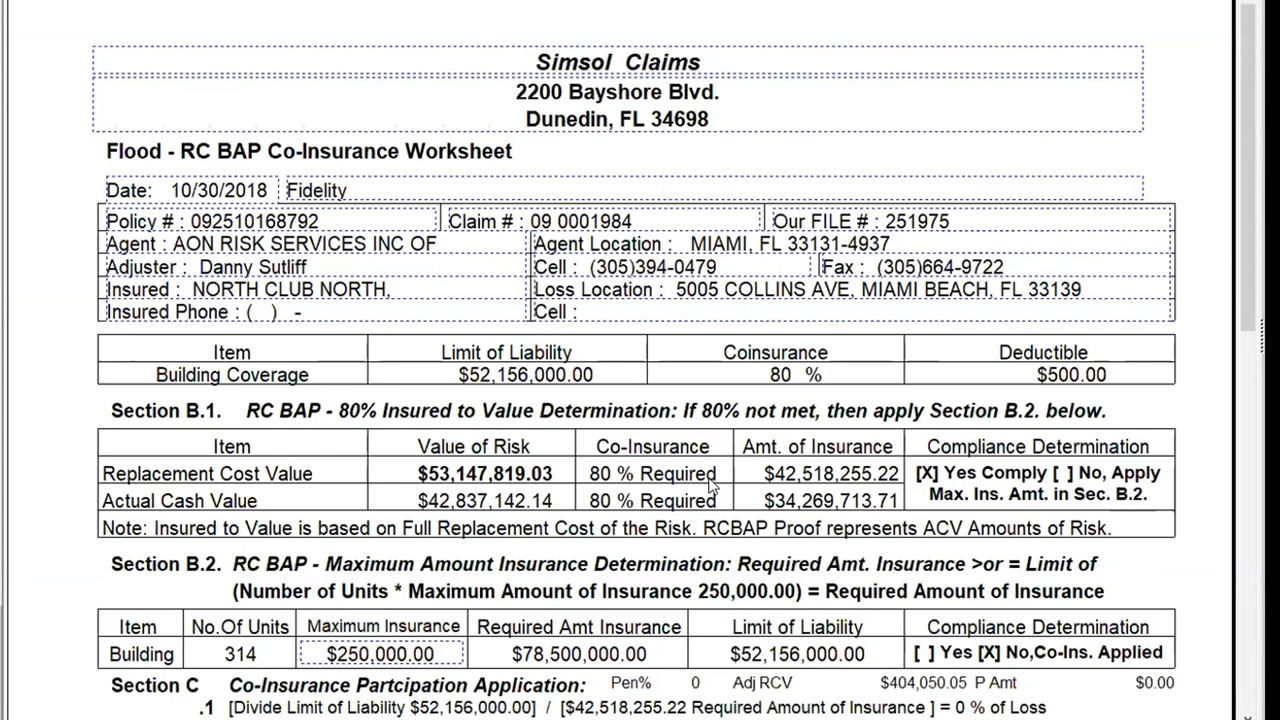 Simsol Claims
2200 Bayshore Blvd.
Dunedin, FL 34698
Flood - RC BAP Co-Insurance Worksheet
Date: 10/30/2018 Fidelity
Policy # : 092510168792 Claim # : 09 0001984 Our FILE # : 251975
Agent : AON RISK SERVICES INC OF Agent Location : MIAMI, FL 33131-4937
Adjuster : Danny Sutliff Cell : (305)394-0479 Fax : (305)664-9722
Insured : NORTH CLUB NORTH, Loss Location : 5005 COLLINS AVE, MIAMI BEACH, FL 33139
Insured Phone : ( ) - Cell :
Item Limit of Liability Coinsurance Deductible
Building Coverage $52,156,000.00 80 % $500.00
Section B.1. RC BAP - 80% Insured to Value Determination: If 80% not met, then apply Section B.2. below.
Item Value of Risk Co-Insurance Amt. of Insurance Compliance Determination
Replacement Cost Value $53,147,819.03 80 % Required $42,518,255.22 [X] Yes Comply [ ] No, Apply
Actual Cash Value $42,837,142.14 80 % Required $34,269,713.71 Max. Ins. Amt. in Sec. B.2.
Note: Insured to Value is based on Full Replacement Cost of the Risk. RCBAP Proof represents ACV Amounts of Risk.
Section B.2. RC BAP - Maximum Amount Insurance Determination: Required Amt. Insurance >or = Limit of
(Number of Units * Maximum Amount of Insurance 250,000.00) = Required Amount of Insurance
Item No.Of Units Maximum Insurance Required Amt Insurance Limit of Liability Compliance Determination
Building 314 $250,000.00 $78,500,000.00 $52,156,000.00 [ ] Yes [X] No,Co-Ins. Applied
Section C Co-Insurance Partcipation Application: Pen% 0 Adj RCV $404,050.05 P Amt $0.00
.1 [Divide Limit of Liability $52,156,000.00] / [$42,518,255.22 Required Amount of Insurance ] = 0 % of Loss